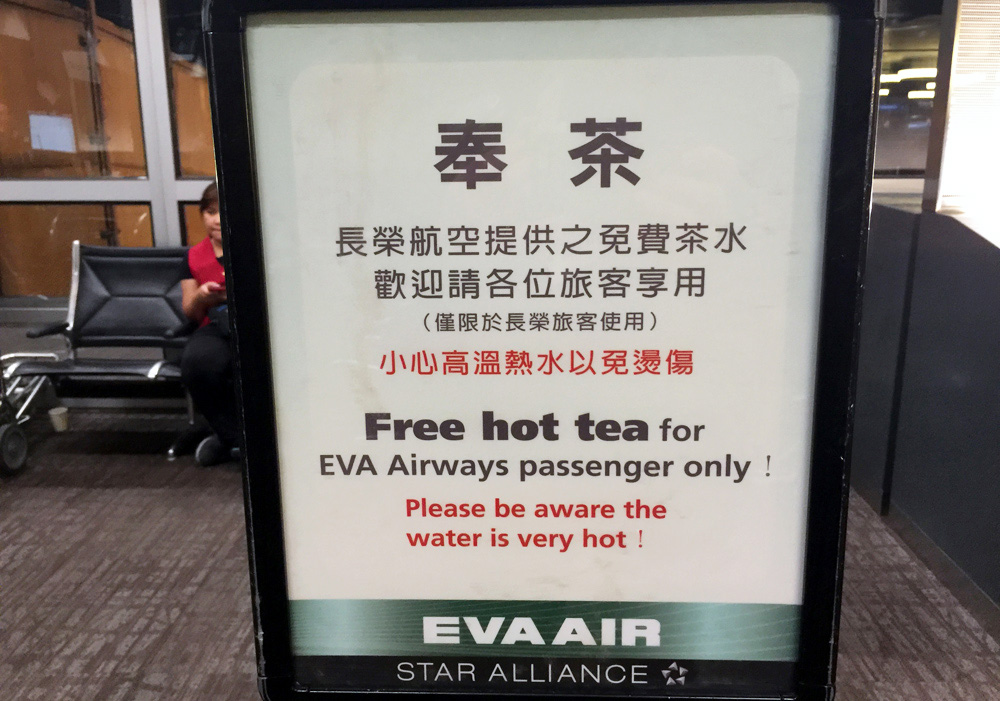 奉茶
長榮航空提供之免費茶水
歡迎請各位旅客享用
（僅限於長榮旅客使用）
小心高溫熱水以免燙傷
Free hot tea for
EVA Airways passenger only！
Please be aware the
water is very hot！
EVA AIR
STAR ALLIANCE